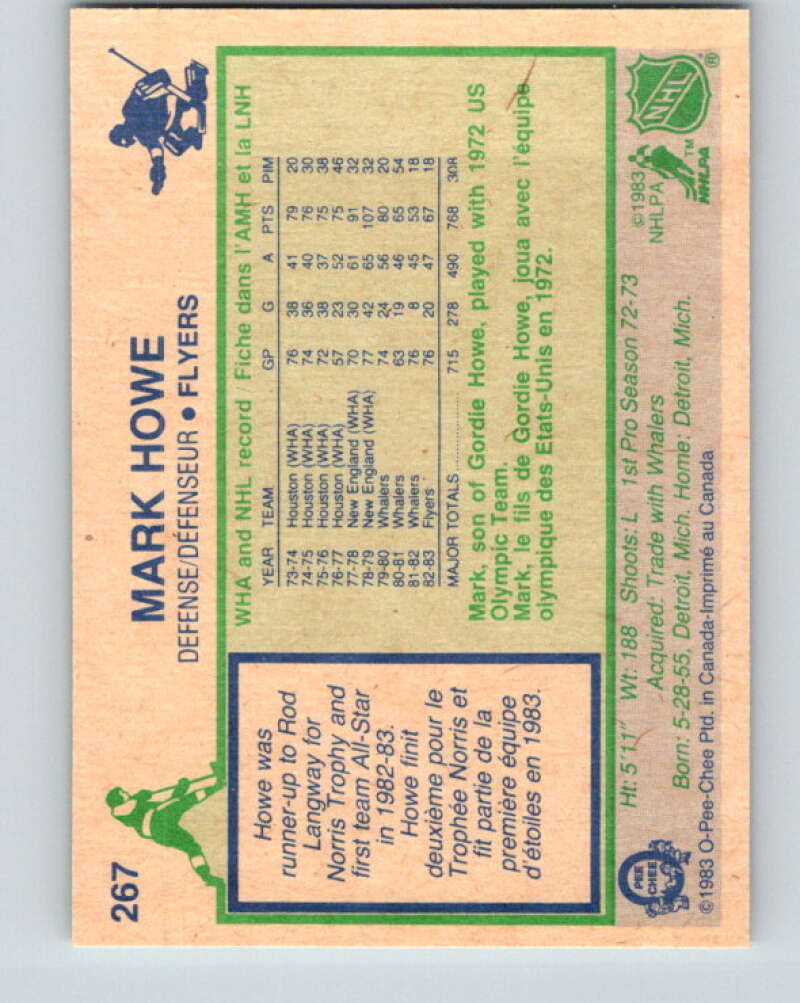 267
MARK HOWE
DEFENSE/DÉFENSEUR • FLYERS
Howe was
runner-up to Rod
Langway for
Norris Trophy and
first team All-Star
in 1982-83.
Howe finit
deuxième pour le
Trophée Norris et
fit partie de la
première équipe
d'étoiles en 1983.
WHA and NHL record / Fiche dans l'AMH et la LNH
YEAR TEAM GP G A PTS PIM
73-74 Houston (WHA) 76 38 41 79 20
74-75 Houston (WHA) 74 36 40 76 30
75-76 Houston (WHA) 72 38 37 75 38
76-77 Houston (WHA) 57 23 52 75 46
77-78 New England (WHA) 70 30 61 91 32
78-79 New England (WHA) 77 42 65 107 32
79-80 Whalers 74 24 56 80 20
80-81 Whalers 63 19 46 65 54
81-82 Whalers 76 8 45 53 18
82-83 Flyers 76 20 47 67 18
MAJOR TOTALS 715 278 490 768 308
Mark, son of Gordie Howe, played with 1972 US
Olympic Team.
Mark, le fils de Gordie Howe, joua avec l'équipe
olympique des Etats-Unis en 1972.
Ht: 5'11" Wt: 188 Shoots: L 1st Pro Season 72-73
Acquired: Trade with Whalers
Born: 5-28-55, Detroit, Mich. Home: Detroit, Mich.
©1983 O-Pee-Chee Ptd. in Canada-Imprimé au Canada
O
PEE
CHEE
©1983
NHLPA
TM
NHLPA
NHL
®